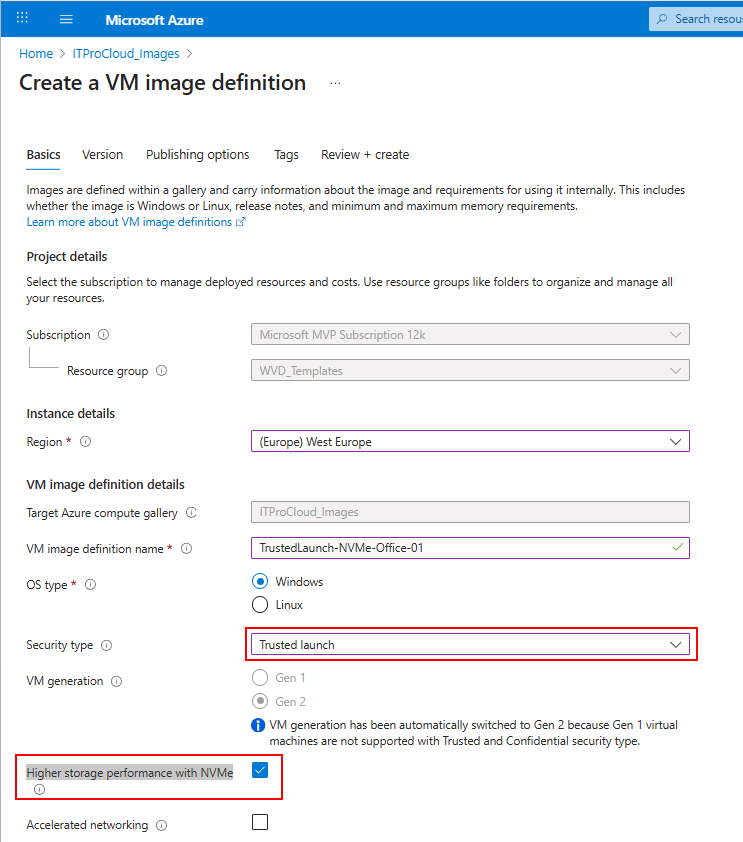 Microsoft Azure
Search resou
Home > ITProCloud_Images >
Create a VM image definition ...
Basics Version Publishing options Tags Review + create
Images are defined within a gallery and carry information about the image and requirements for using it internally. This includes
whether the image is Windows or Linux, release notes, and minimum and maximum memory requirements.
Learn more about VM image definitions
Project details
Select the subscription to manage deployed resources and costs. Use resource groups like folders to organize and manage all
your resources.
Subscription
Microsoft MVP Subscription 12k
Resource group
WVD_Templates
Instance details
Region *
(Europe) West Europe
VM image definition details
Target Azure compute gallery
ITProCloud_Images
VM image definition name *
TrustedLaunch-NVMe-Office-01
OS type *
Windows
Linux
Security type
Trusted launch
VM generation
Gen 1
Gen 2
VM generation has been automatically switched to Gen 2 because Gen 1 virtual
machines are not supported with Trusted and Confidential security type.
Higher storage performance with NVMe
Accelerated networking